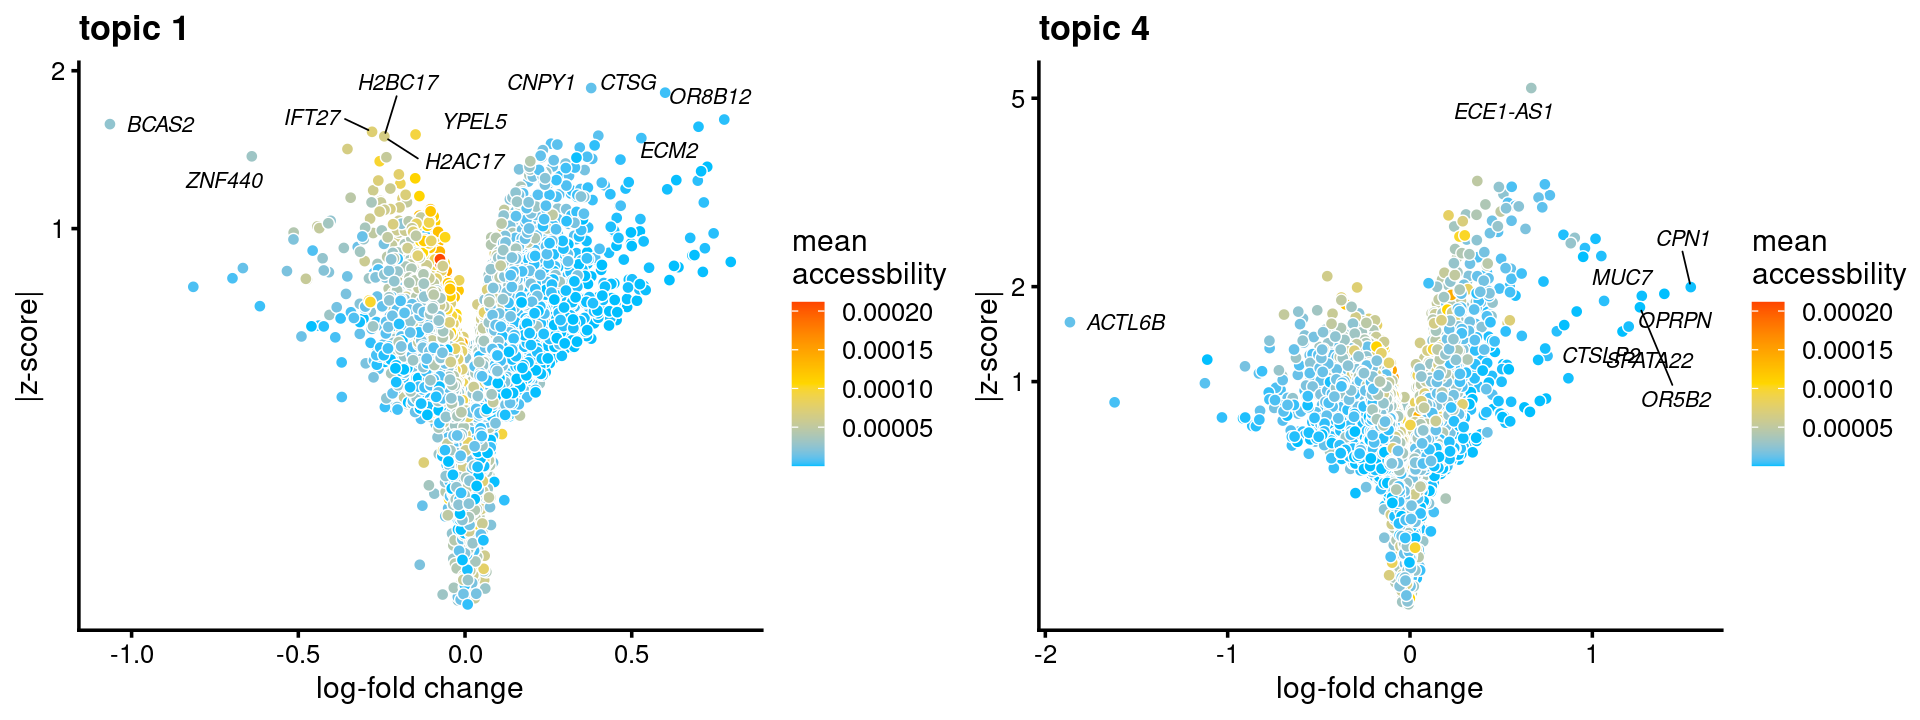 topic 1
2
1
|z-score|
BCAS2
ZNF440
IFT27
H2BC17
YPEL5
H2AC17
CNPY1
CTSG
OR8B12
ECM2
-1.0
-0.5
0.0
0.5
log-fold change
mean
accessbility
0.00020
0.00015
0.00010
0.00005
topic 4
5
2
1
|z-score|
ECE1-AS1
CPN1
MUC7
OPRPN
ACTL6B
CTSLP2
SPATA22
OR5B2
-2
-1
0
1
log-fold change
mean
accessbility
0.00020
0.00015
0.00010
0.00005